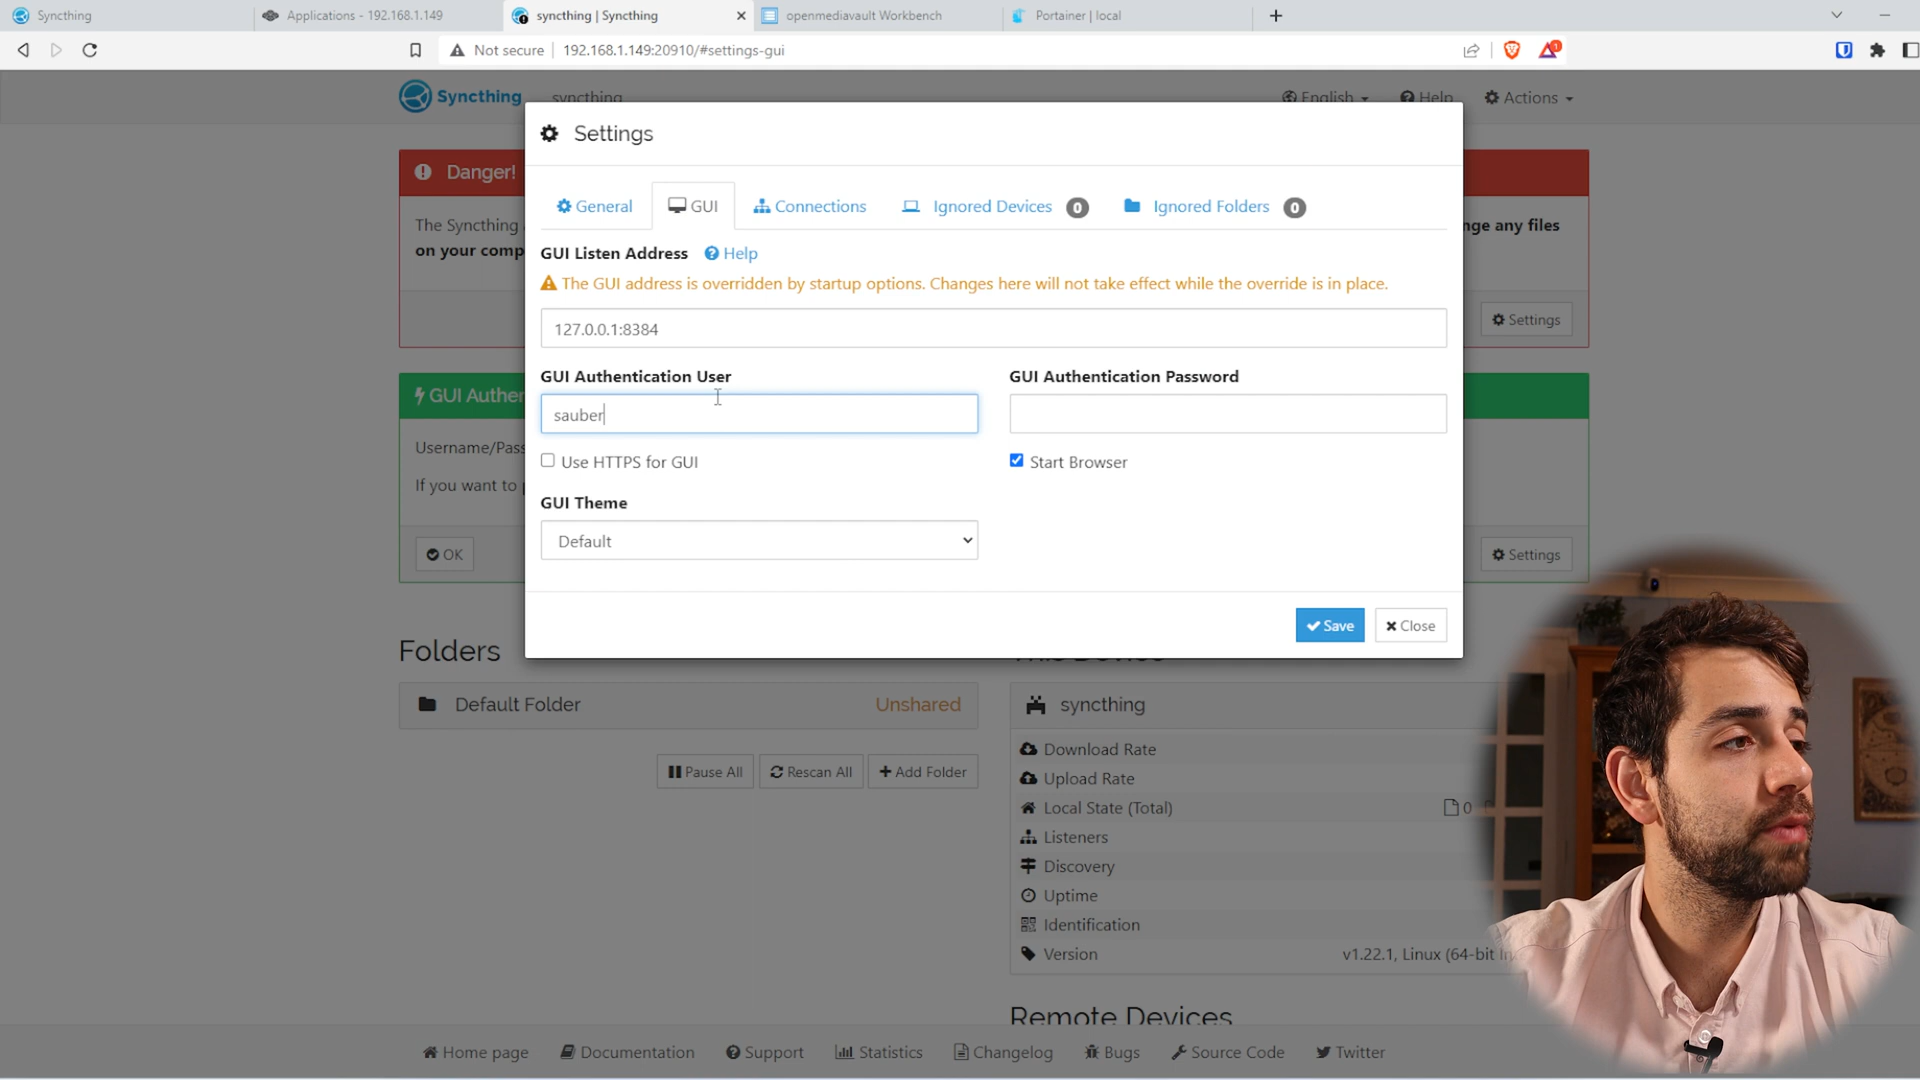 Syncthing
Applications - 192.168.1.149
syncthing | Syncthing
openmediavault Workbench
Portainer | local
Not secure
192.168.1.149:20910/#settings-gui
1
Syncthing
syncthing
English
Help
Actions
Settings
Danger!
The Syncthing
nge any files
on your comp
Settings
General
GUI
Connections
Ignored Devices 0
Ignored Folders 0
GUI Listen Address
Help
The GUI address is overridden by startup options. Changes here will not take effect while the override is in place.
127.0.0.1:8384
GUI Authentication User
GUI Authentication Password
sauber
Use HTTPS for GUI
Start Browser
GUI Theme
Default
Save
Close
GUI Auther
Username/Pass
If you want to
OK
Settings
Folders
This Device
Default Folder
Unshared
Pause All
Rescan All
Add Folder
syncthing
Download Rate
Upload Rate
Local State (Total)
0
Listeners
Discovery
Uptime
Identification
Version
v1.22.1, Linux (64-bit In
Remote Devices
Home page
Documentation
Support
Statistics
Changelog
Bugs
Source Code
Twitter